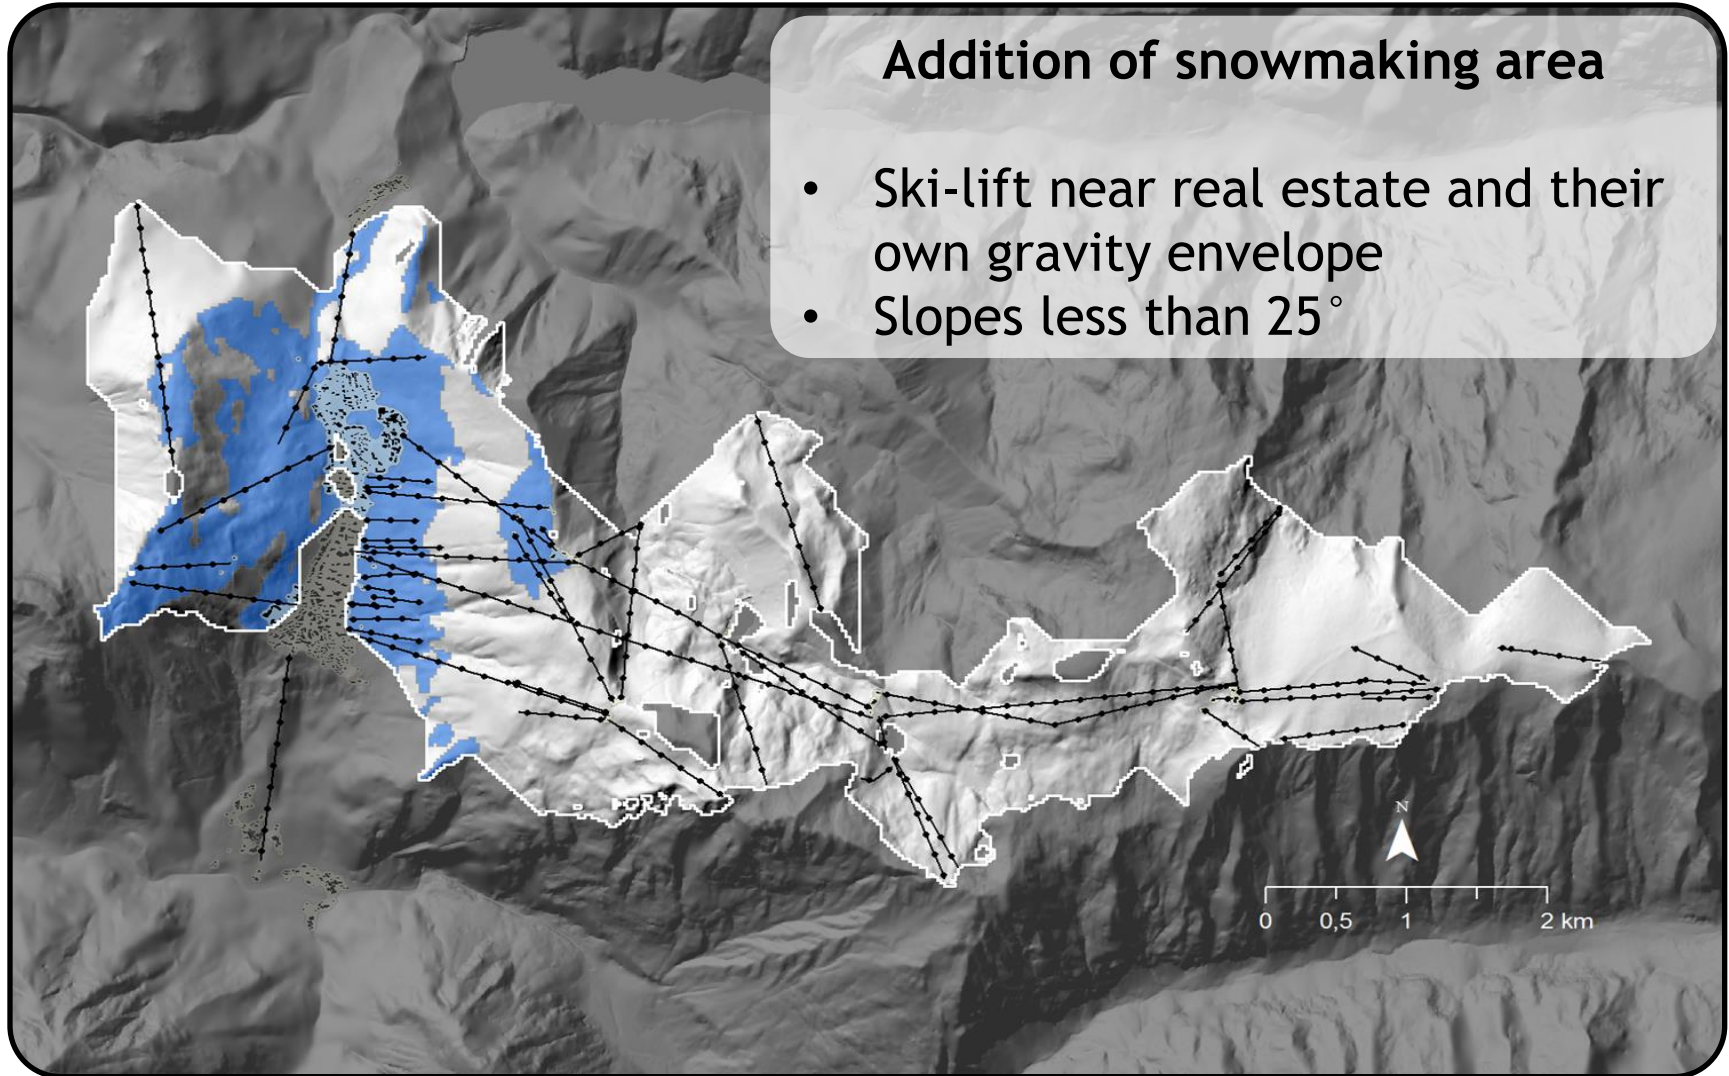 Addition of snowmaking area
• Ski-lift near real estate and their
own gravity envelope
• Slopes less than 25°
N
0 0,5 1 2 km